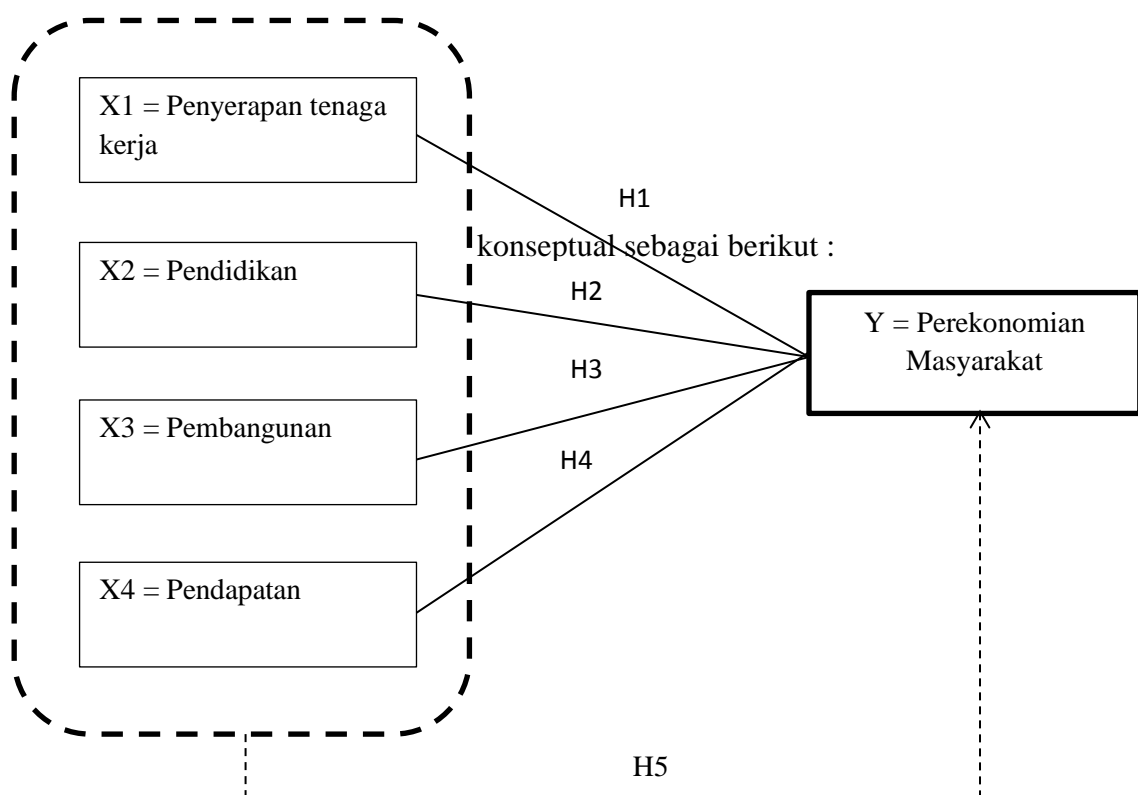 X1 = Penyerapan tenaga
kerja
H1
konseptual sebagai berikut :
X2 = Pendidikan
H2
Y = Perekonomian
Masyarakat
H3
X3 = Pembangunan
H4
X4 = Pendapatan
H5